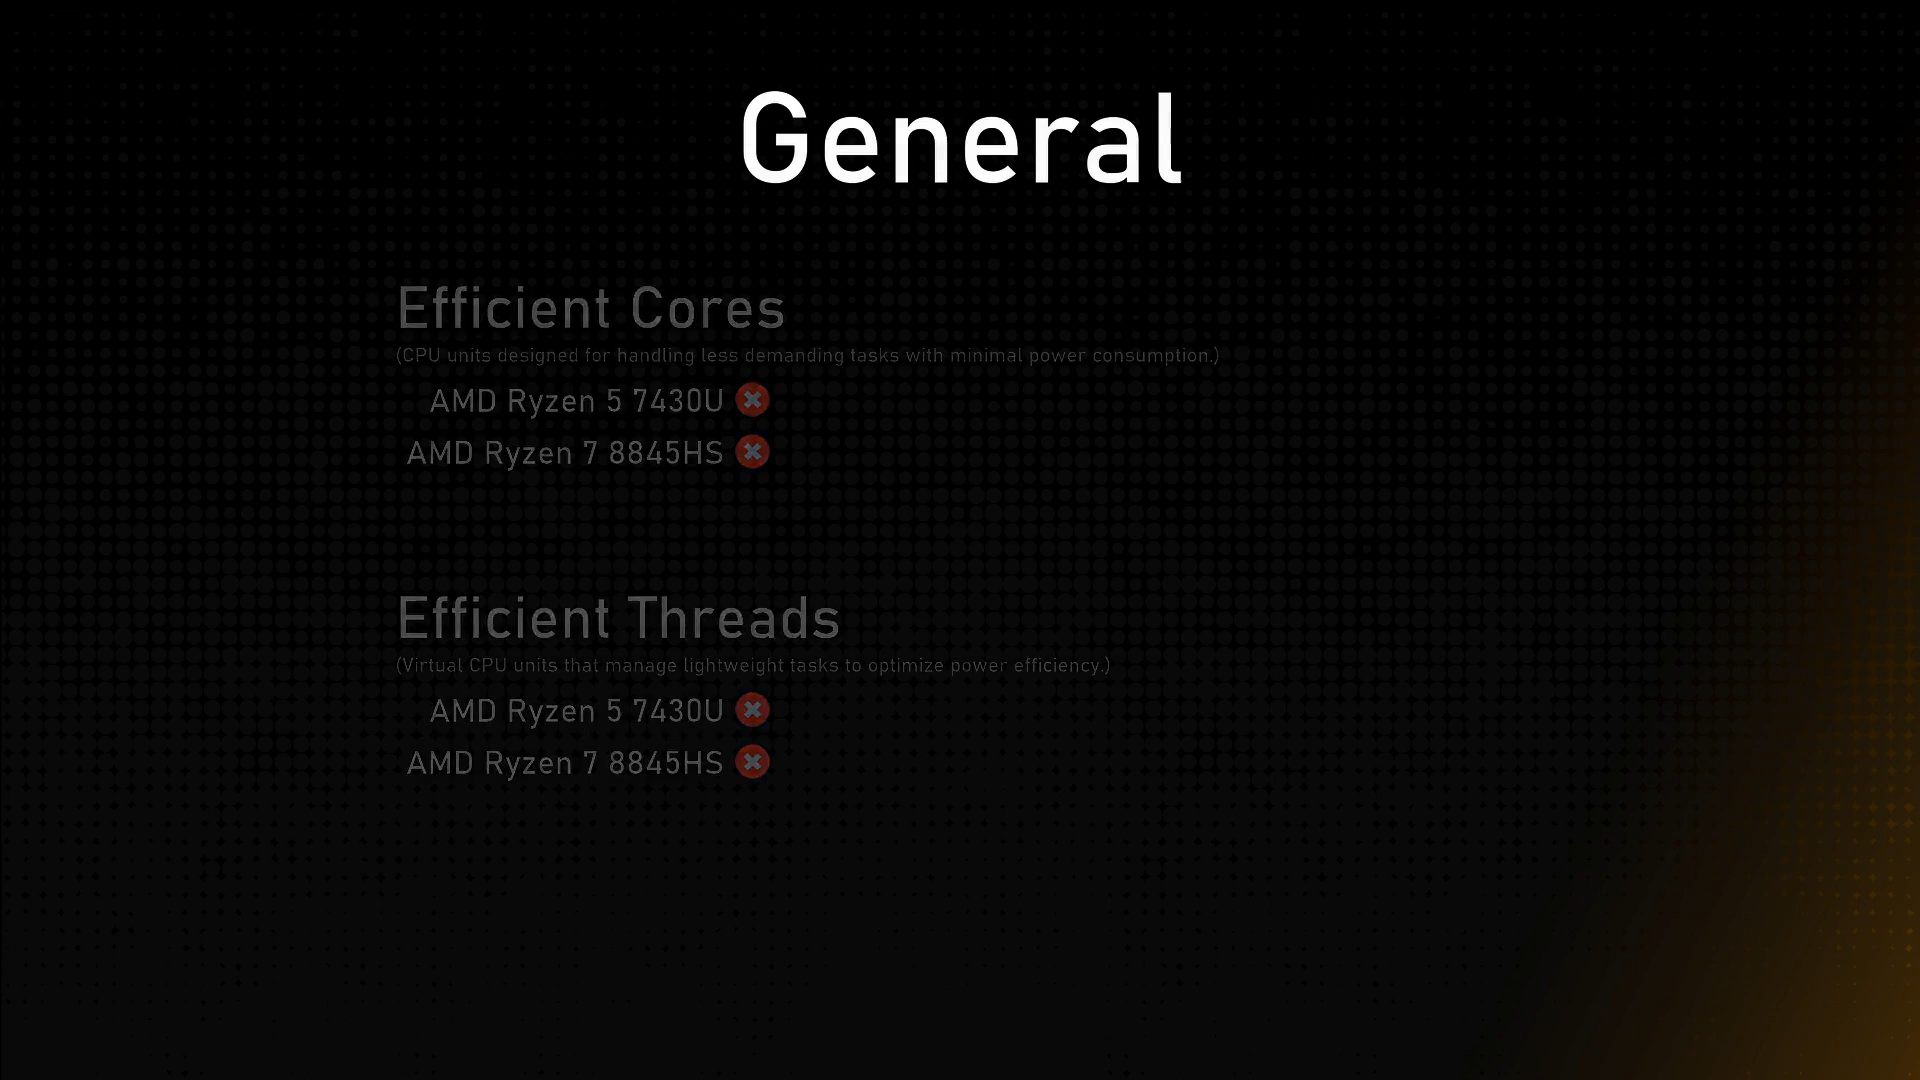 General
Efficient Cores
(CPU units designed for handling less demanding tasks with minimal power consumption.)
AMD Ryzen 5 7430U
AMD Ryzen 7 8845HS
Efficient Threads
(Virtual CPU units that manage lightweight tasks to optimize power efficiency.)
AMD Ryzen 5 7430U
AMD Ryzen 7 8845HS